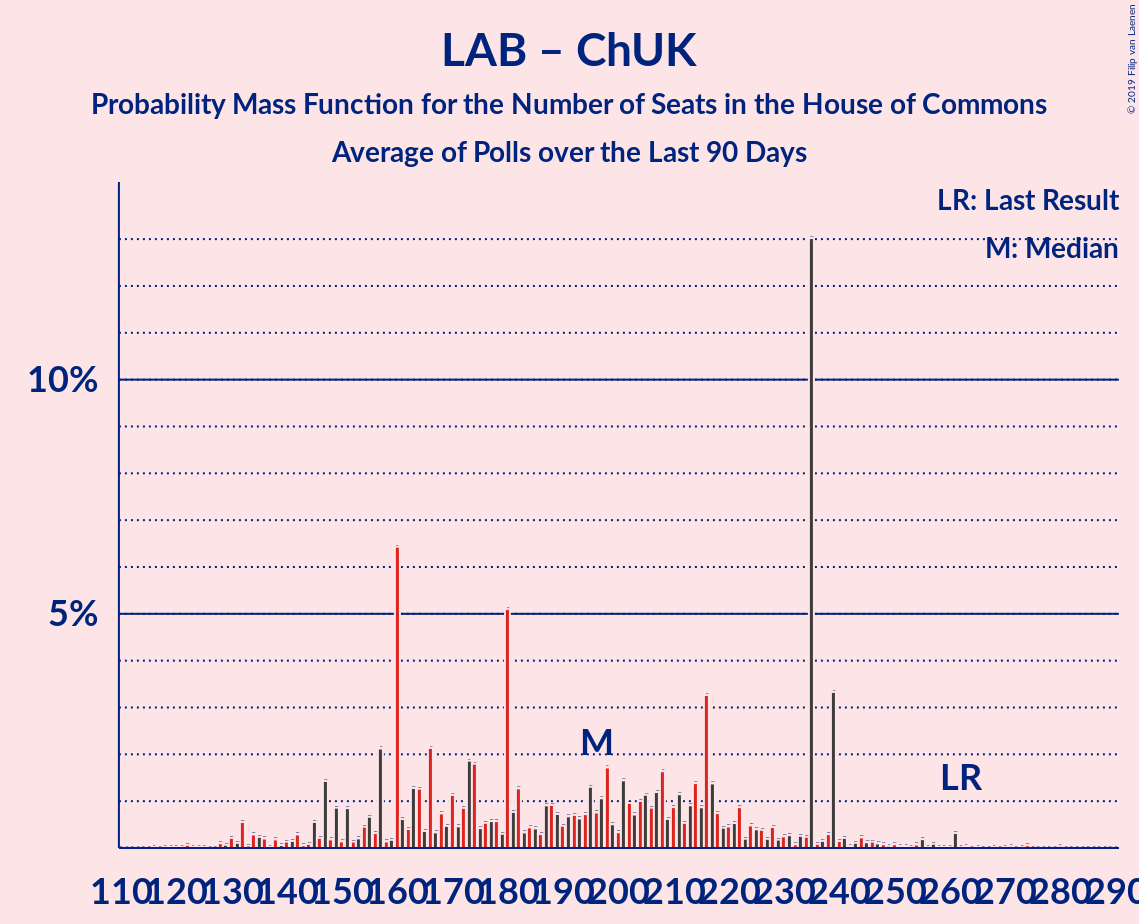 LAB – ChUK
Probability Mass Function for the Number of Seats in the House of Commons
Average of Polls over the Last 90 Days
© 2019 Filip van Laenen
LR: Last Result
M: Median
10%
5%
M
LR
110 120 130 140 150 160 170 180 190 200 210 220 230 240 250 260 270 280 290